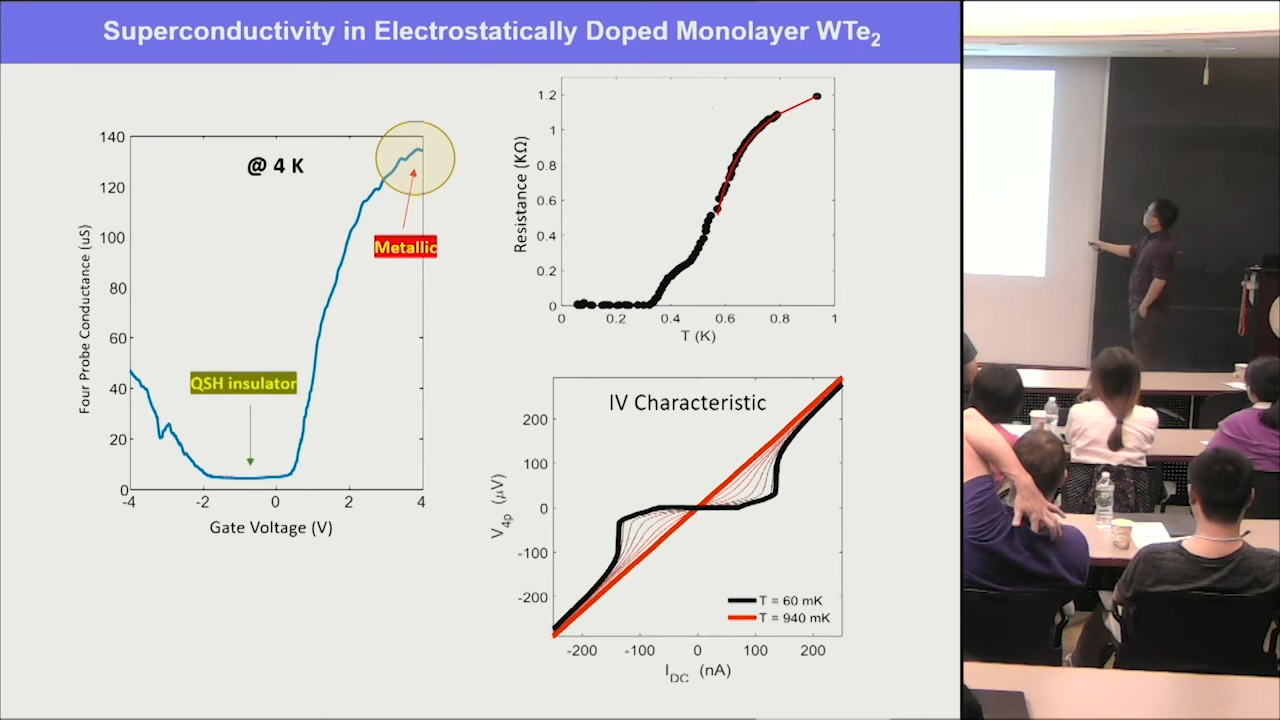 Superconductivity in Electrostatically Doped Monolayer WTe₂
140
120
100
80
60
40
20
0
-4
-2
0
2
4
Four Probe Conductance (uS)
Gate Voltage (V)
@ 4 K
Metallic
QSH insulator
1.2
1
0.8
0.6
0.4
0.2
0
0
0.2
0.4
0.6
0.8
1
Resistance (KΩ)
T (K)
IV Characteristic
200
100
0
-100
-200
-200
-100
0
100
200
V₄ₚ (μV)
I_DC (nA)
T = 60 mK
T = 940 mK